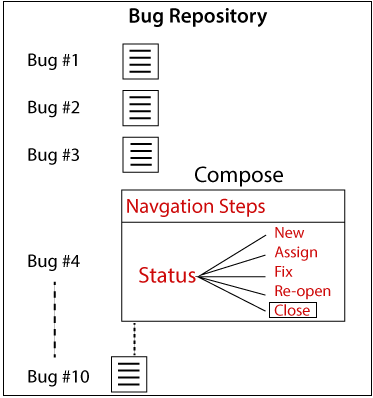 Bug Repository
Bug #1
Bug #2
Bug #3
Compose
Navgation Steps
New
Assign
Bug #4
Status
Fix
Re-open
Close
Bug #10